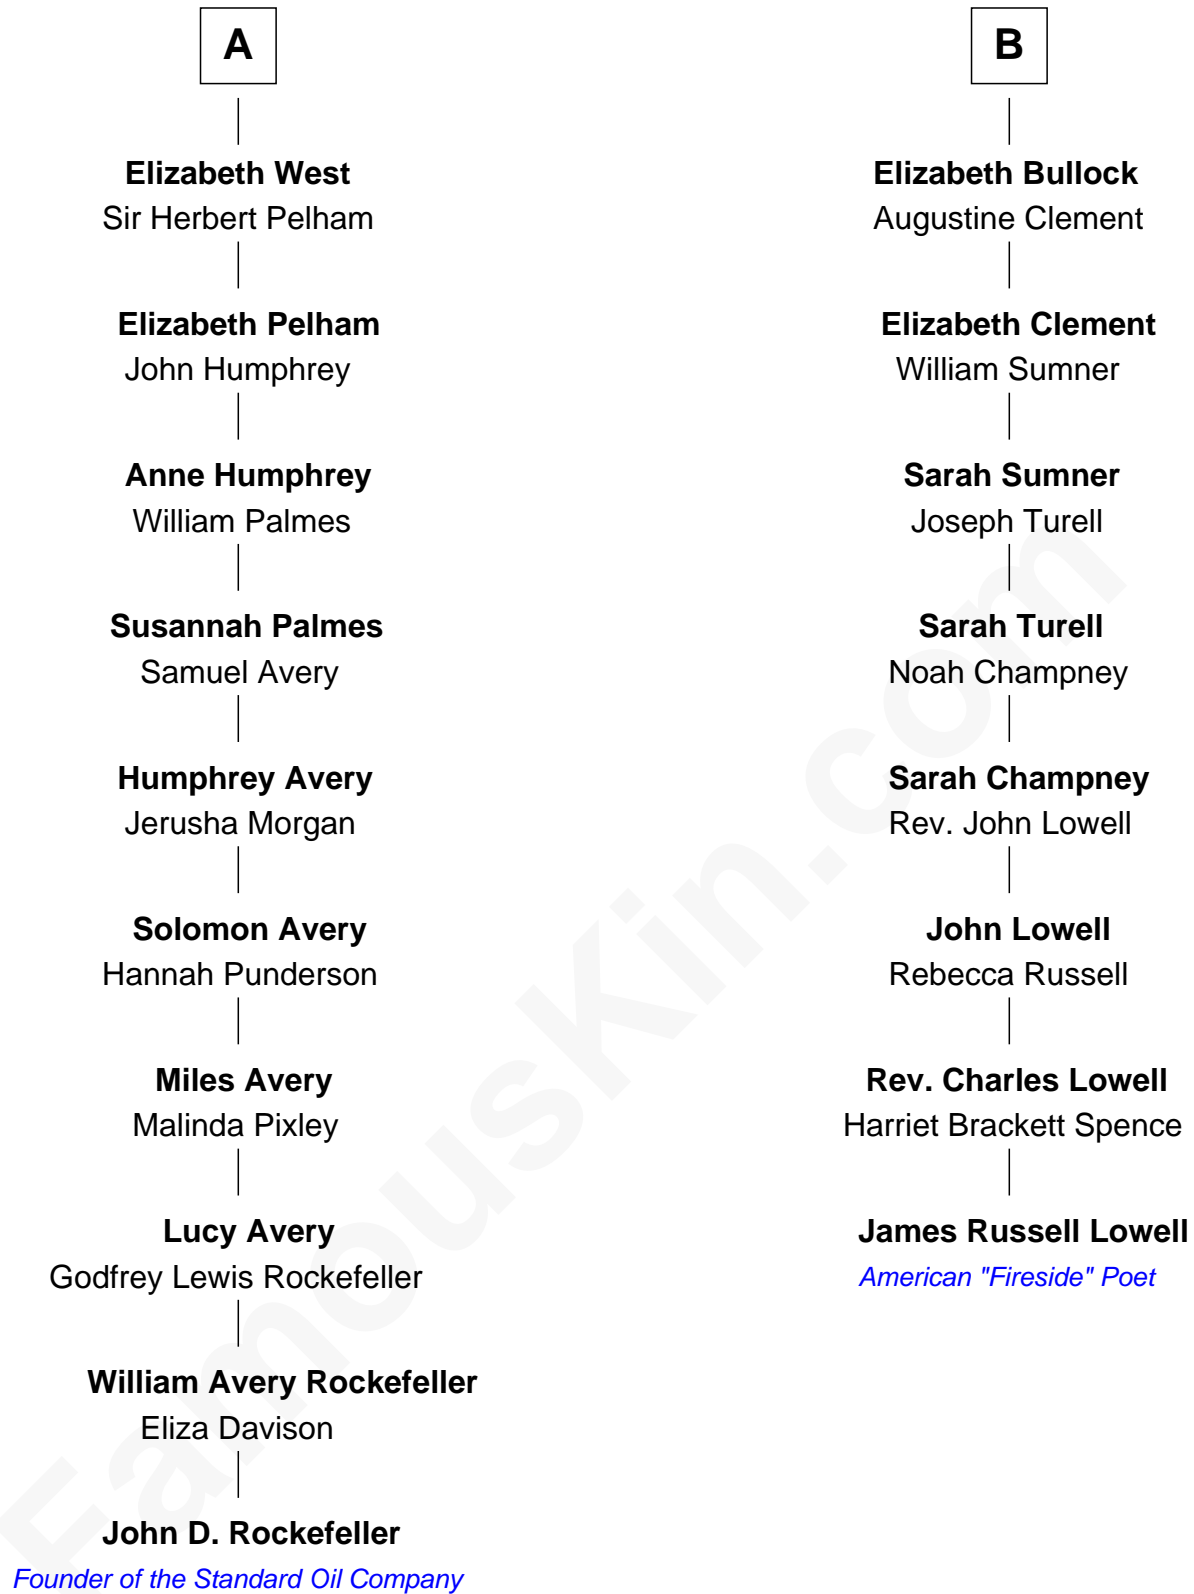 A
Elizabeth West
Sir Herbert Pelham
Elizabeth Pelham
John Humphrey
Anne Humphrey
William Palmes
Susannah Palmes
Samuel Avery
Humphrey Avery
Jerusha Morgan
Solomon Avery
Hannah Punderson
Miles Avery
Malinda Pixley
Lucy Avery
Godfrey Lewis Rockefeller
William Avery Rockefeller
Eliza Davison
John D. Rockefeller
Founder of the Standard Oil Company
B
Elizabeth Bullock
Augustine Clement
Elizabeth Clement
William Sumner
Sarah Sumner
Joseph Turell
Sarah Turell
Noah Champney
Sarah Champney
Rev. John Lowell
John Lowell
Rebecca Russell
Rev. Charles Lowell
Harriet Brackett Spence
James Russell Lowell
American "Fireside" Poet
FamousKin.com